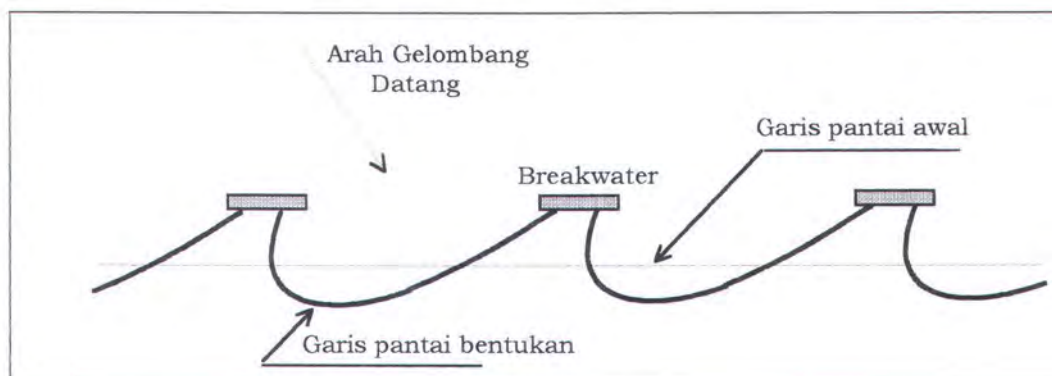 Arah Gelombang
Datang
Garis pantai awal
Breakwater
Garis pantai bentukan